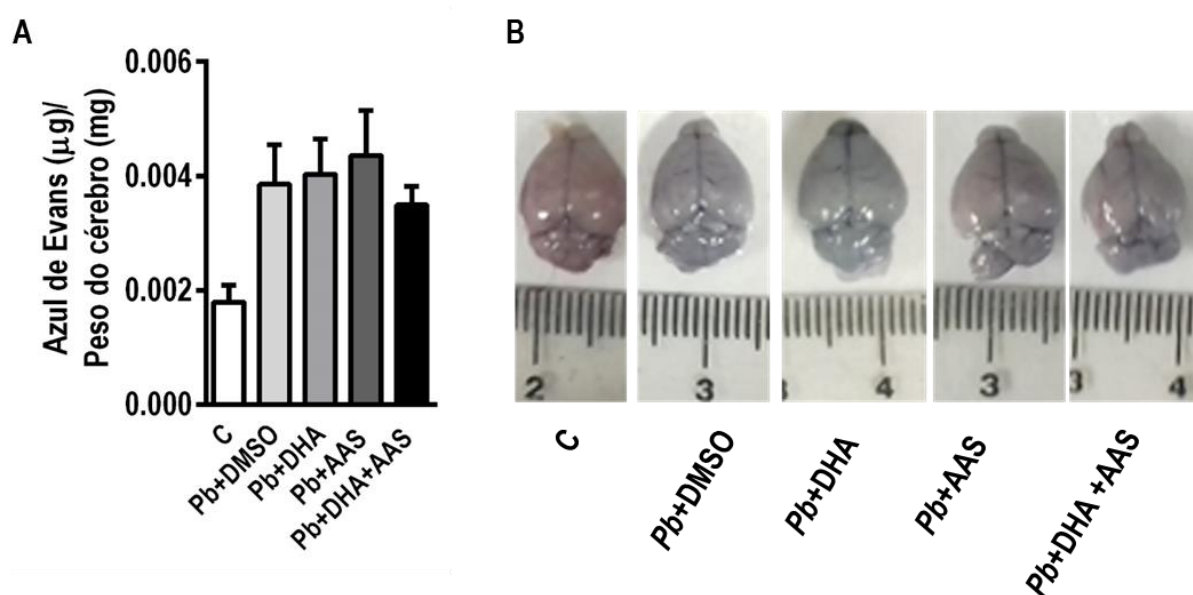 A
Azul de Evans (μg)/
Peso do cérebro (mg)
0.006
0.004
0.002
0.000
C
Pb+DMSO
Pb+DHA
Pb+AAS
Pb+DHA+AAS
B
2
3
3
4
3
3
4
C
Pb+DMSO
Pb+DHA
Pb+AAS
Pb+DHA +AAS